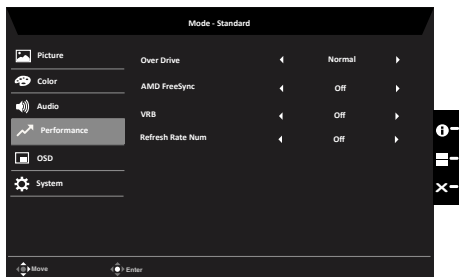 Mode - Standard
Picture
Color
Audio
Performance
OSD
System
Over Drive Normal
AMD FreeSync Off
VRB Off
Refresh Rate Num Off
Move Enter